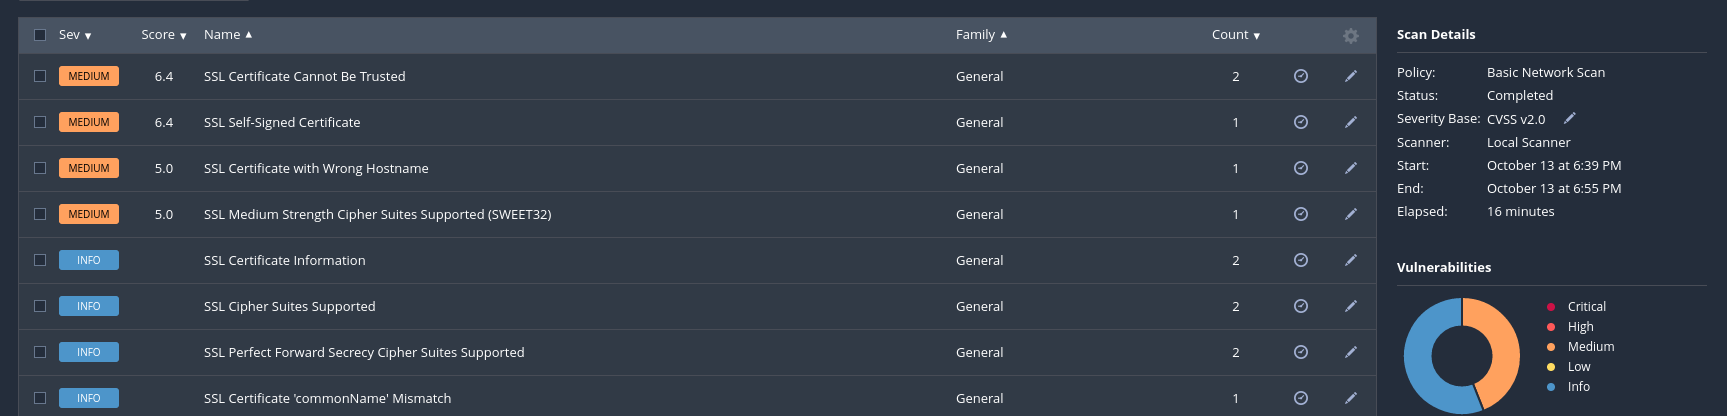 Sev ▼ Score ▼ Name ▲ Family ▲ Count ▼
MEDIUM 6.4 SSL Certificate Cannot Be Trusted General 2
MEDIUM 6.4 SSL Self-Signed Certificate General 1
MEDIUM 5.0 SSL Certificate with Wrong Hostname General 1
MEDIUM 5.0 SSL Medium Strength Cipher Suites Supported (SWEET32) General 1
INFO SSL Certificate Information General 2
INFO SSL Cipher Suites Supported General 2
INFO SSL Perfect Forward Secrecy Cipher Suites Supported General 2
INFO SSL Certificate 'commonName' Mismatch General 1
Scan Details
Policy: Basic Network Scan
Status: Completed
Severity Base: CVSS v2.0
Scanner: Local Scanner
Start: October 13 at 6:39 PM
End: October 13 at 6:55 PM
Elapsed: 16 minutes
Vulnerabilities
Critical
High
Medium
Low
Info